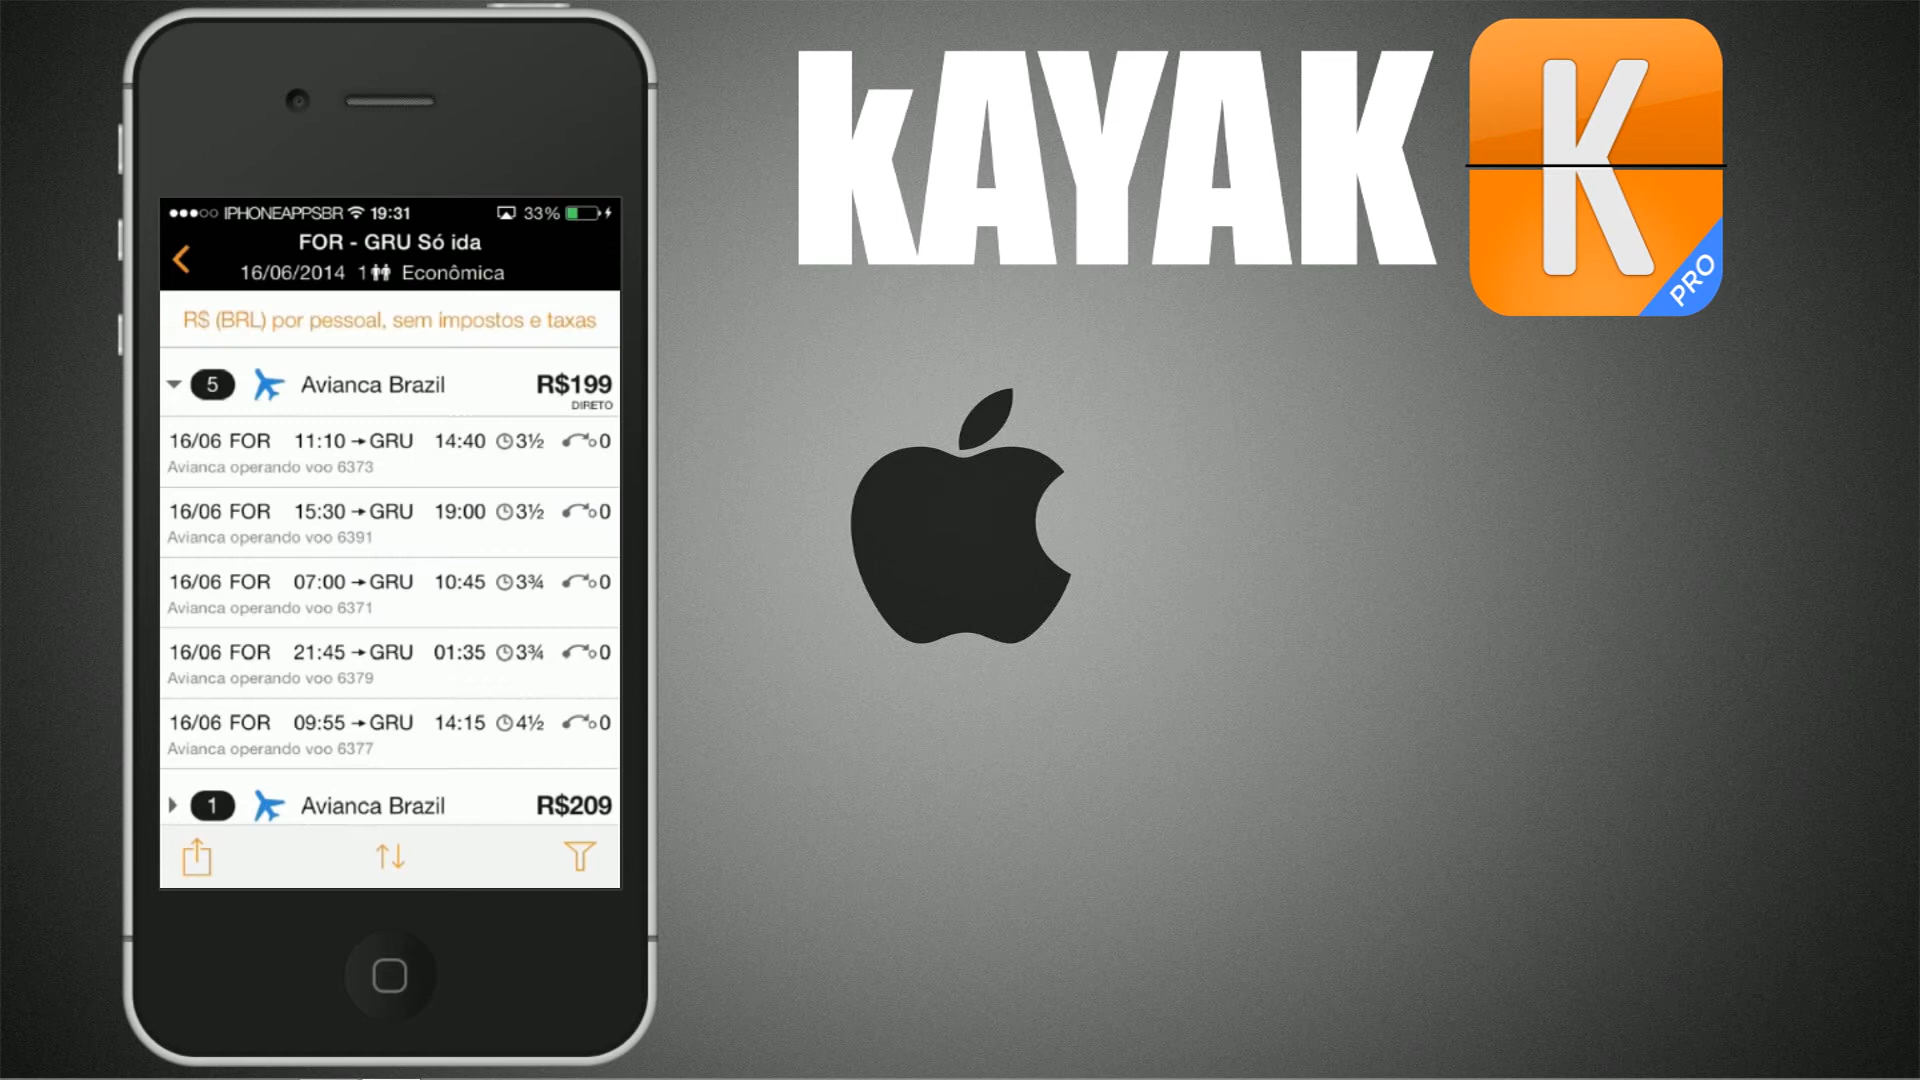 ●●●○○ IPHONEAPPSBR 19:31 33%
FOR - GRU Só ida
16/06/2014 1 Econômica
R$ (BRL) por pessoal, sem impostos e taxas
5 Avianca Brazil R$199
DIRETO
16/06 FOR 11:10 → GRU 14:40 3½ 0
Avianca operando voo 6373
16/06 FOR 15:30 → GRU 19:00 3½ 0
Avianca operando voo 6391
16/06 FOR 07:00 → GRU 10:45 3¾ 0
Avianca operando voo 6371
16/06 FOR 21:45 → GRU 01:35 3¾ 0
Avianca operando voo 6379
16/06 FOR 09:55 → GRU 14:15 4½ 0
Avianca operando voo 6377
1 Avianca Brazil R$209
kAYAK
K
PRO